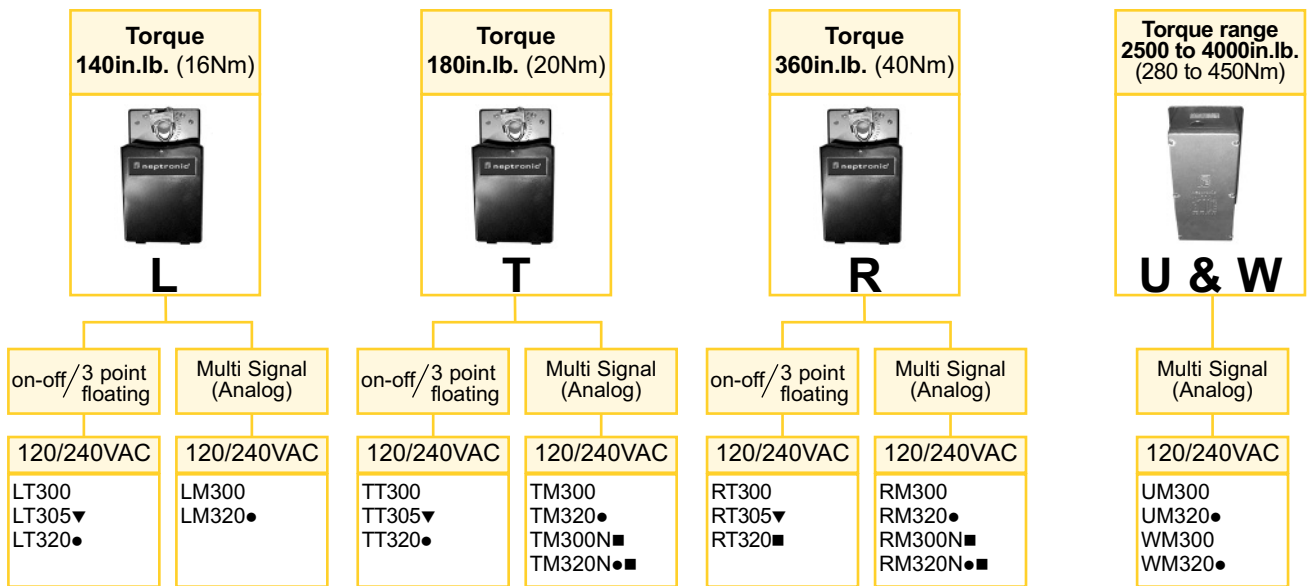 Torque
140in.lb. (16Nm)
neptronic
L
on-off/3 point
floating
Multi Signal
(Analog)
120/240VAC
LT300
LT305▼
LT320●
120/240VAC
LM300
LM320●
Torque
180in.lb. (20Nm)
neptronic
T
on-off/3 point
floating
Multi Signal
(Analog)
120/240VAC
TT300
TT305▼
TT320●
120/240VAC
TM300
TM320●
TM300N■
TM320N●■
Torque
360in.lb. (40Nm)
neptronic
R
on-off/3 point
floating
Multi Signal
(Analog)
120/240VAC
RT300
RT305▼
RT320■
120/240VAC
RM300
RM320●
RM300N■
RM320N●■
Torque range
2500 to 4000in.lb.
(280 to 450Nm)
U & W
Multi Signal
(Analog)
120/240VAC
UM300
UM320●
WM300
WM320●